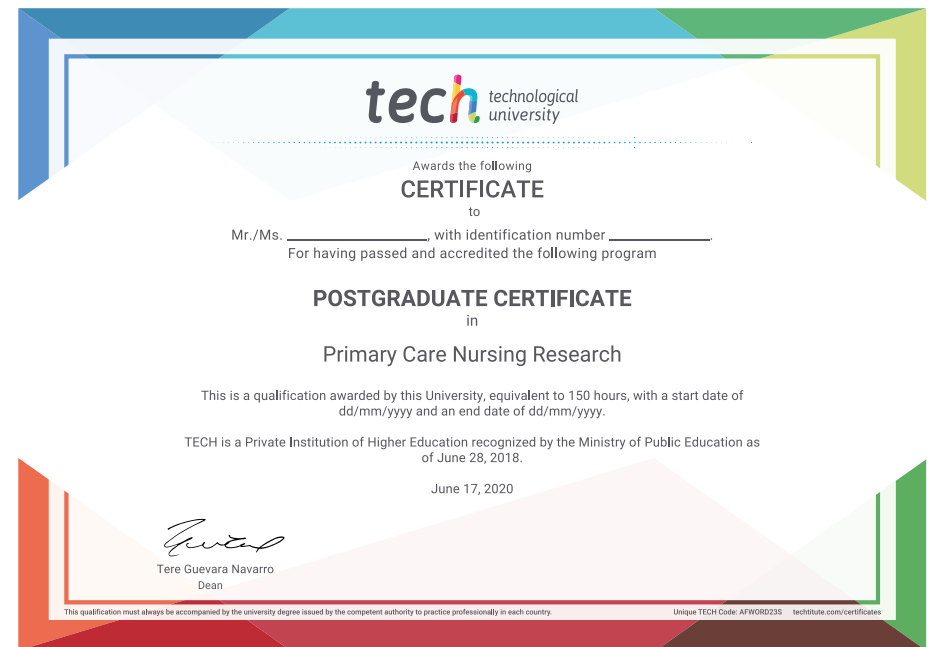 tech technological
university
Awards the following
CERTIFICATE
to
Mr./Ms. ____________________, with identification number ______________.
For having passed and accredited the following program
POSTGRADUATE CERTIFICATE
in
Primary Care Nursing Research
This is a qualification awarded by this University, equivalent to 150 hours, with a start date of
dd/mm/yyyy and an end date of dd/mm/yyyy.
TECH is a Private Institution of Higher Education recognized by the Ministry of Public Education as
of June 28, 2018.
June 17, 2020
Tere Guevara Navarro
Dean
This qualification must always be accompanied by the university degree issued by the competent authority to practice professionally in each country.
Unique TECH Code: AFWORD23S techtitute.com/certificates